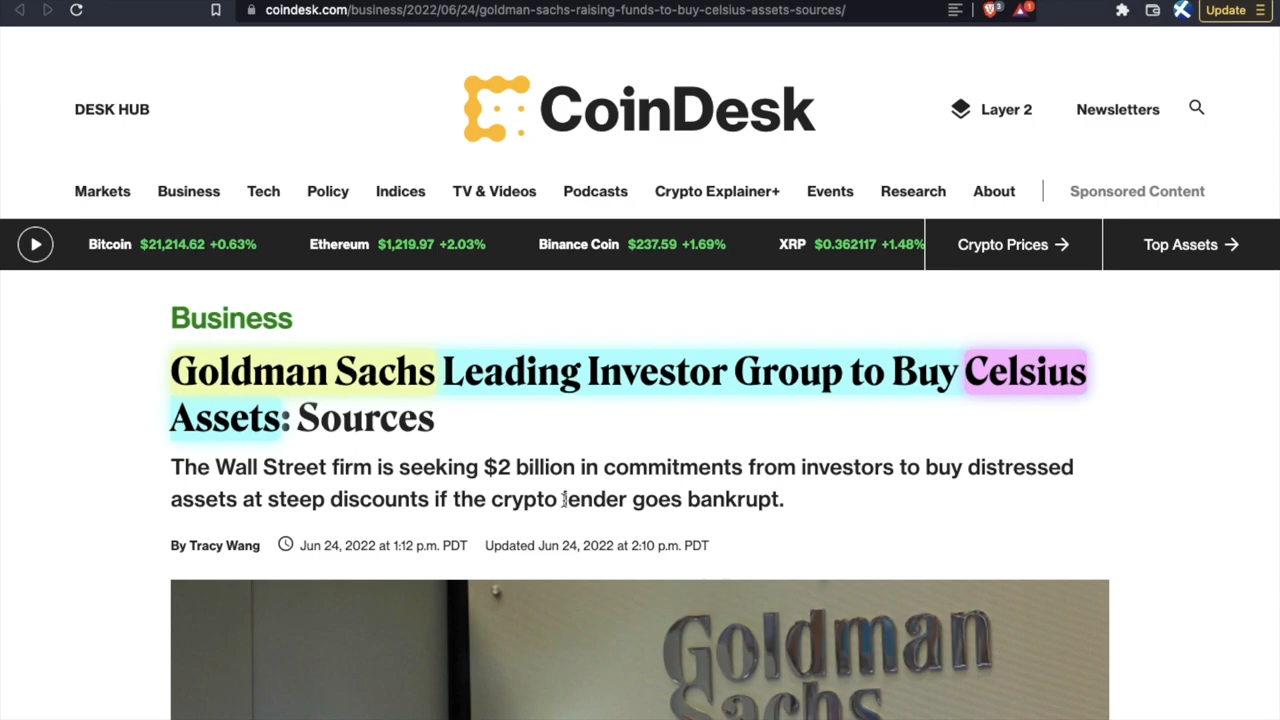 coindesk.com/business/2022/06/24/goldman-sachs-raising-funds-to-buy-celsius-assets-sources/
3
1
Update
DESK HUB
CoinDesk
Layer 2
Newsletters
Markets Business Tech Policy Indices TV & Videos Podcasts Crypto Explainer+ Events Research About Sponsored Content
Bitcoin $21,214.62 +0.63% Ethereum $1,219.97 +2.03% Binance Coin $237.59 +1.69% XRP $0.362117 +1.48% Crypto Prices → Top Assets →
Business
Goldman Sachs Leading Investor Group to Buy Celsius
Assets: Sources
The Wall Street firm is seeking $2 billion in commitments from investors to buy distressed
assets at steep discounts if the crypto lender goes bankrupt.
By Tracy Wang Jun 24, 2022 at 1:12 p.m. PDT Updated Jun 24, 2022 at 2:10 p.m. PDT
Goldman
Sachs